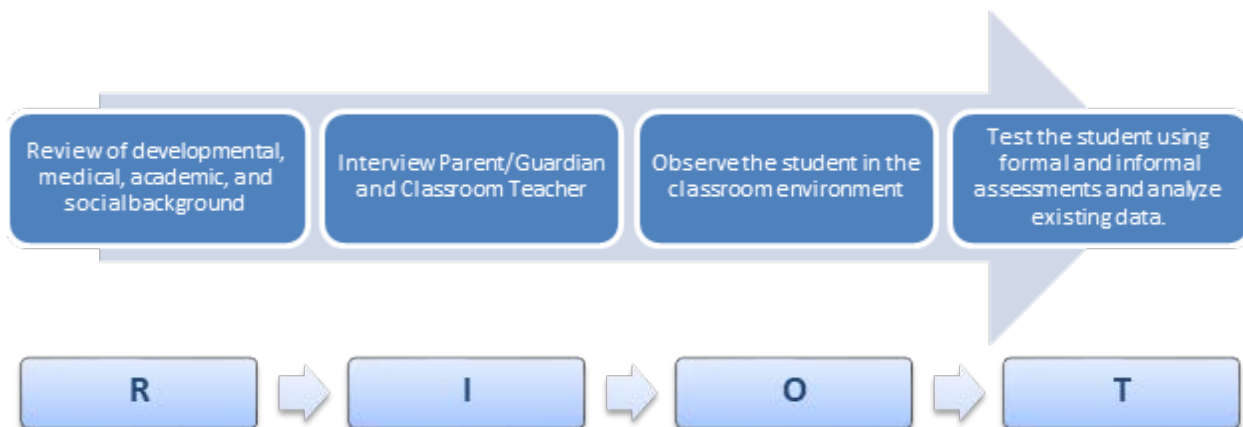 Review of developmental,
medical, academic, and
social background
Interview Parent/Guardian
and Classroom Teacher
Observe the student in the
classroom environment
Test the student using
formal and informal
assessments and analyze
existing data.
R
I
O
T